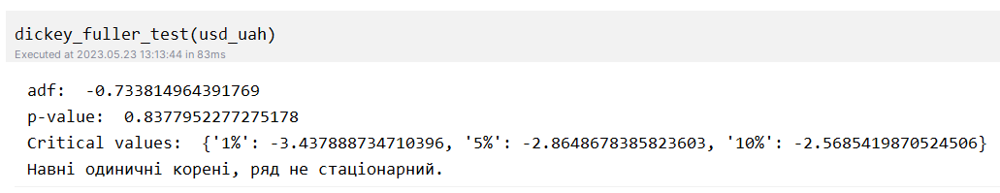 dickey_fuller_test(usd_uah)
Executed at 2023.05.23 13:13:44 in 83ms
adf:  -0.733814964391769
p-value:  0.8377952277275178
Critical values:  {'1%': -3.437888734710396, '5%': -2.8648678385823603, '10%': -2.5685419870524506}
Навні одиничні корені, ряд не стаціонарний.